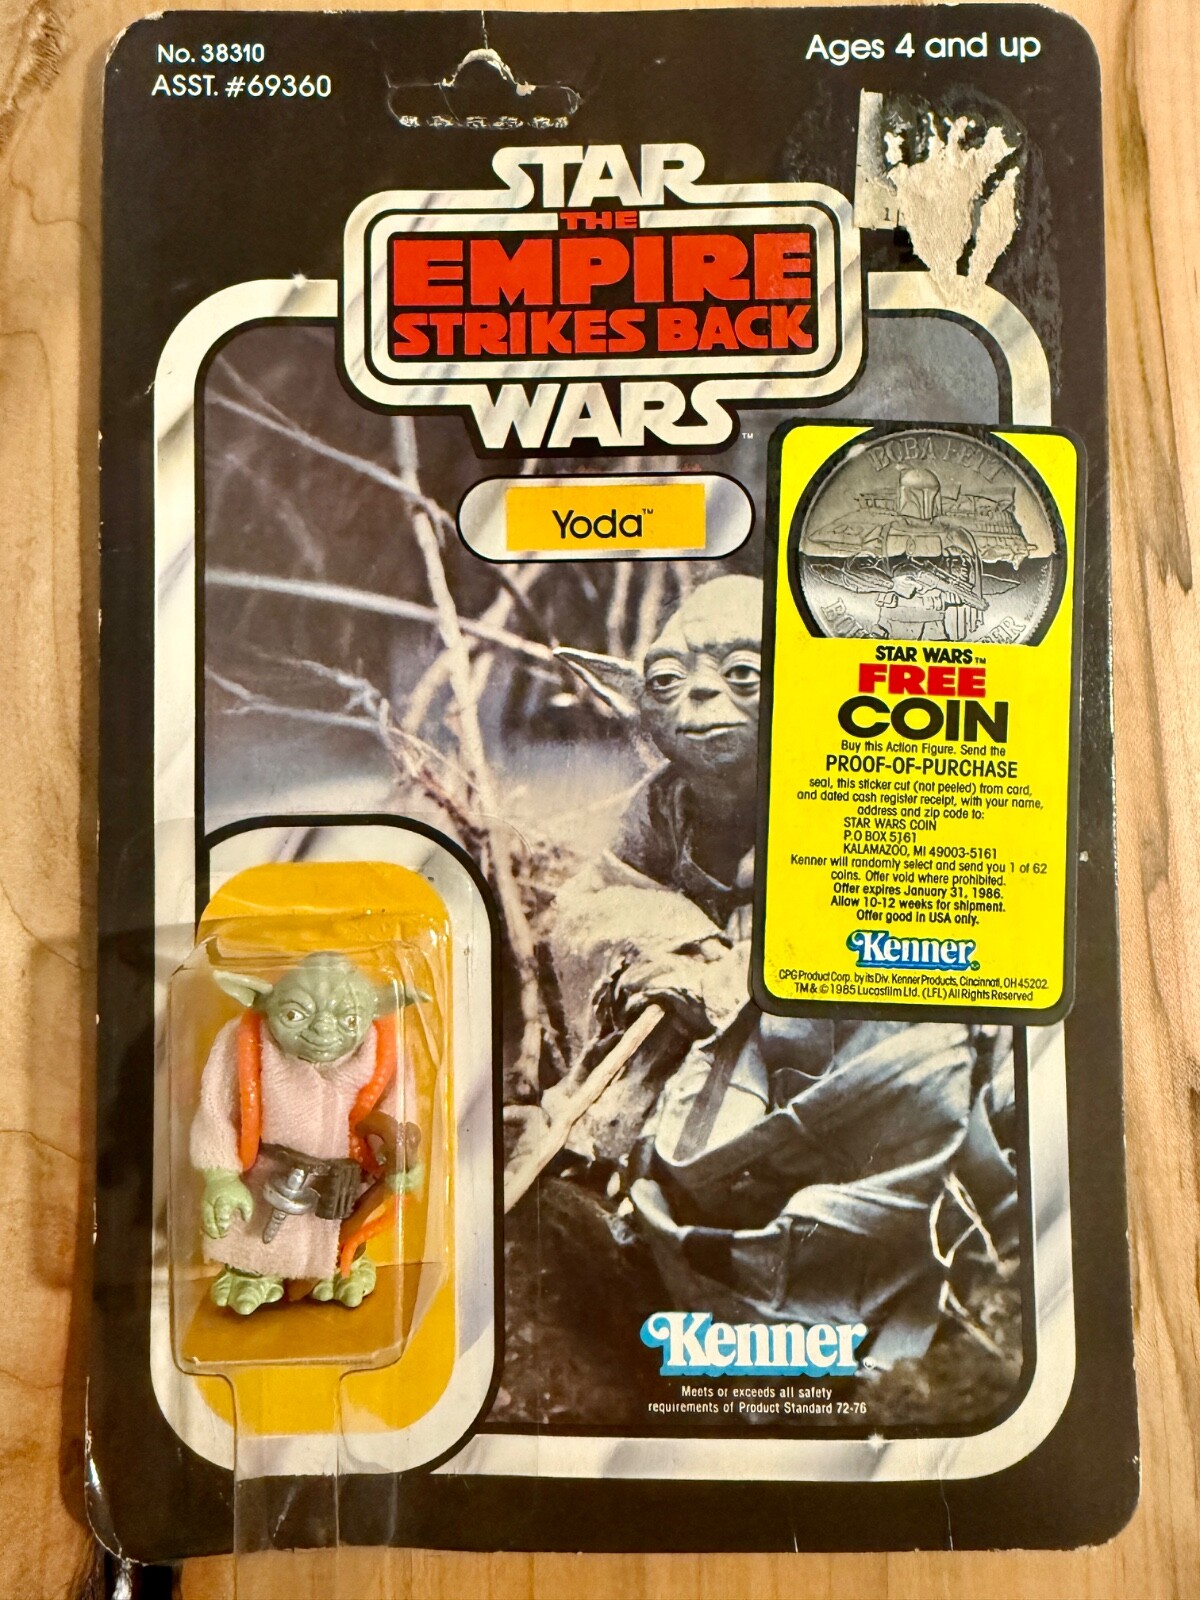 No. 38310
ASST. #69360
Ages 4 and up
STAR
THE
EMPIRE
STRIKES BACK
WARS™
Yoda™
BOBA FETT
STAR WARS™
FREE
COIN
Buy this Action Figure. Send the
PROOF-OF-PURCHASE
seal, this sticker cut (not peeled) from card,
and dated cash register receipt, with your name,
address and zip code to:
STAR WARS COIN
P.O BOX 5161
KALAMAZOO, MI 49003-5161
Kenner will randomly select and send you 1 of 62
coins. Offer void where prohibited.
Offer expires January 31, 1986.
Allow 10-12 weeks for shipment.
Offer good in USA only.
Kenner®
CPG Product Corp. by its Div. Kenner Products, Cincinnati, OH 45202.
TM & © 1985 Lucasfilm Ltd. (LFL) All Rights Reserved
Kenner®
Meets or exceeds all safety
requirements of Product Standard 72-76